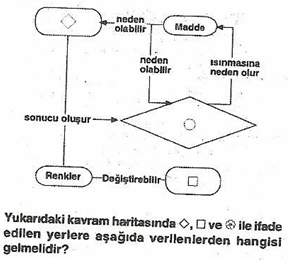 neden
olabilir
Madde
neden
olabilir
ısınmasına
neden olur
sonucu oluşur
Renkler
Değiştirebilir
Yukarıdaki kavram haritasında ◇, □ ve ⊛ ile ifade
edilen yerlere aşağıda verilenlerden hangisi
gelmelidir?